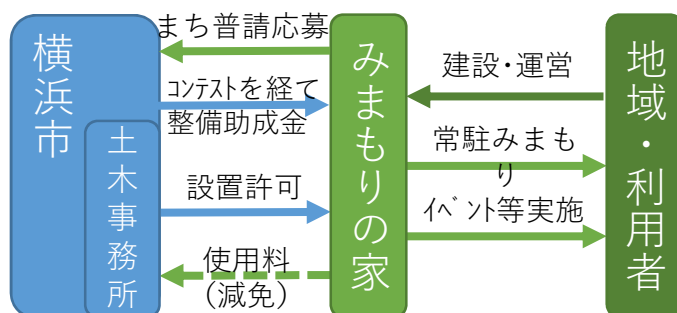 横浜市
土木事務所
まち普請応募
コンテストを経て
整備助成金
設置許可
使用料
(減免)
みまもりの家
建設・運営
常駐みまも
り
イベント等実施
地域・利用者